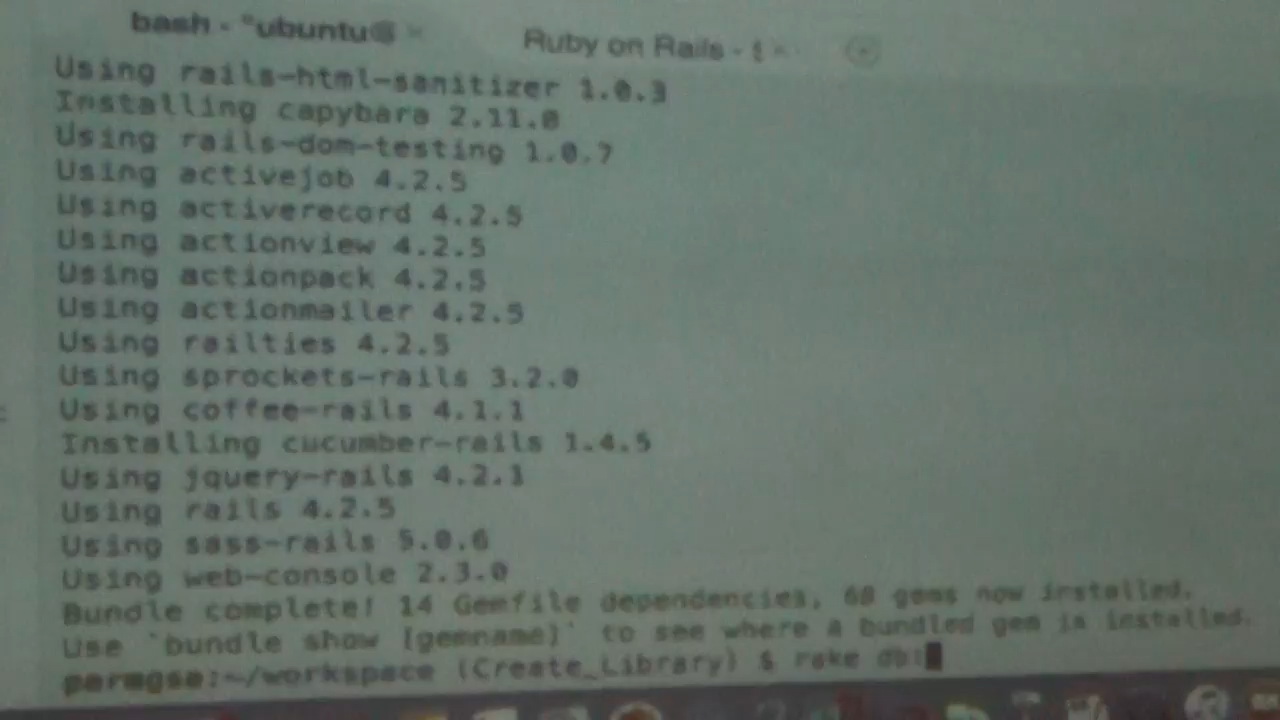 bash - "ubuntu@ ×
Ruby on Rails - t ×
Using rails-html-sanitizer 1.0.3
Installing capybara 2.11.0
Using rails-dom-testing 1.0.7
Using activejob 4.2.5
Using activerecord 4.2.5
Using actionview 4.2.5
Using actionpack 4.2.5
Using actionmailer 4.2.5
Using railties 4.2.5
Using sprockets-rails 3.2.0
Using coffee-rails 4.1.1
Installing cucumber-rails 1.4.5
Using jquery-rails 4.2.1
Using rails 4.2.5
Using sass-rails 5.0.6
Using web-console 2.3.0
Bundle complete! 14 Gemfile dependencies, 68 gems now installed.
Use `bundle show [gemname]` to see where a bundled gem is installed.
:~/workspace (Create_Library) $ rake db: